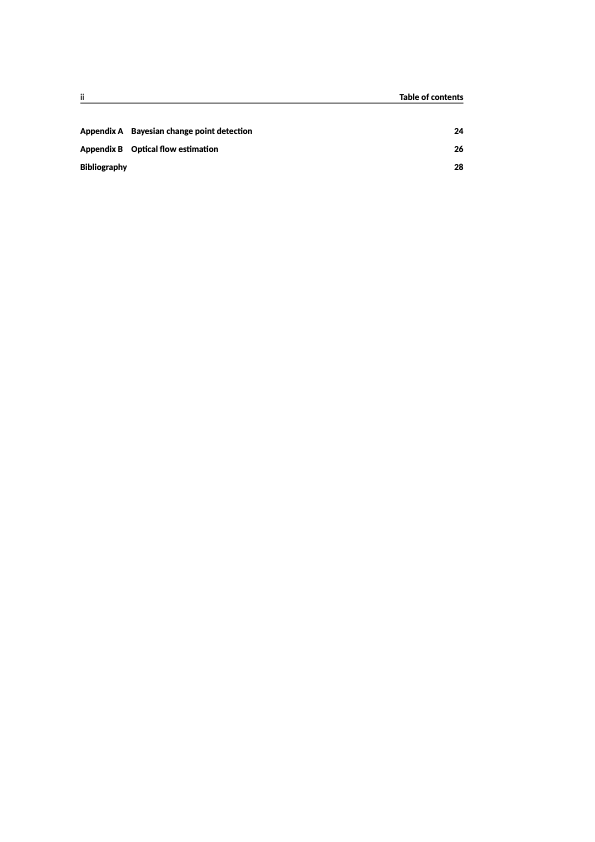 ii Table of contents
Appendix A Bayesian change point detection 24
Appendix B Optical flow estimation 26
Bibliography 28